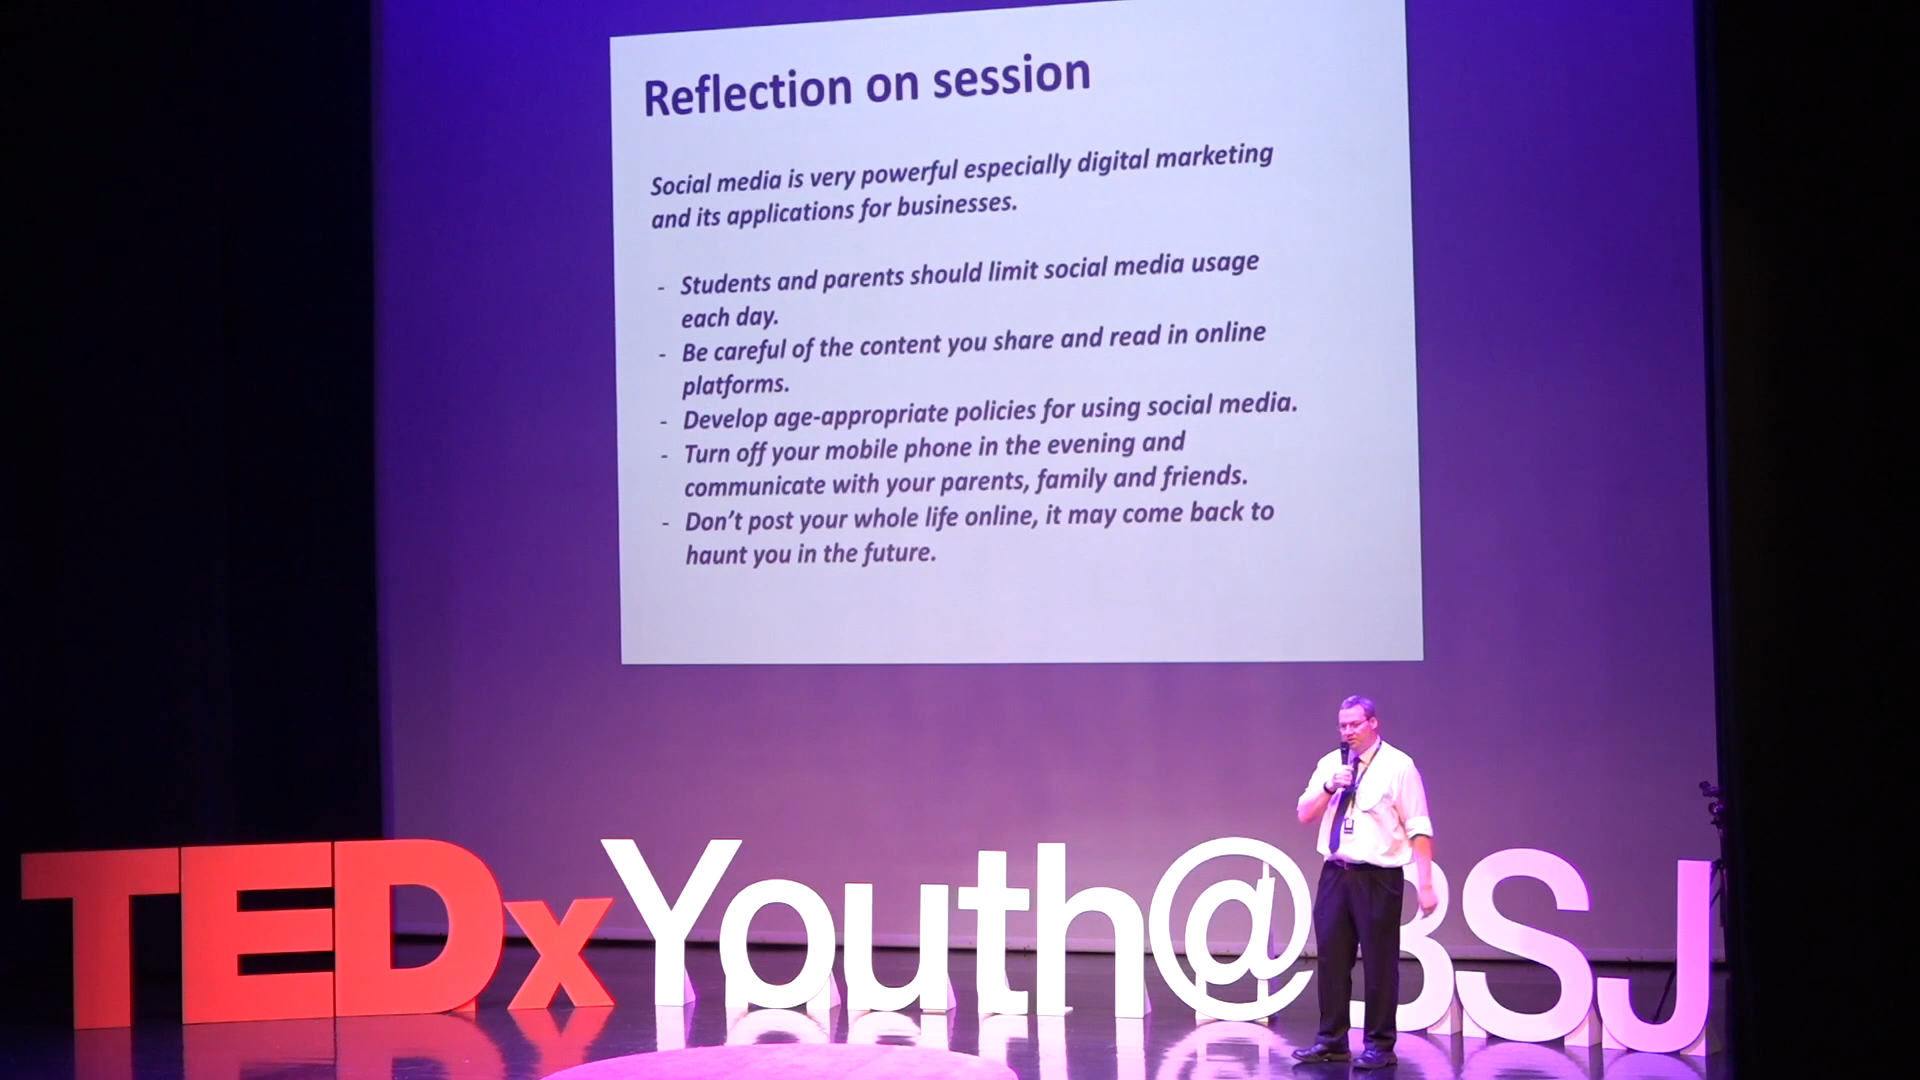 Reflection on session
Social media is very powerful especially digital marketing
and its applications for businesses.
- Students and parents should limit social media usage
each day.
- Be careful of the content you share and read in online
platforms.
- Develop age-appropriate policies for using social media.
- Turn off your mobile phone in the evening and
communicate with your parents, family and friends.
- Don’t post your whole life online, it may come back to
haunt you in the future.
TEDxYouth@BSJ